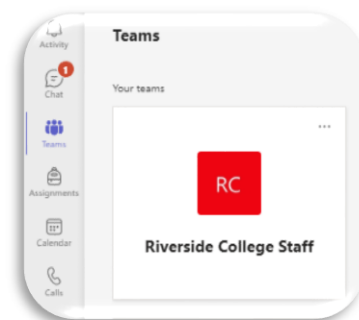 Activity
Teams
1
Chat
Your teams
Teams
...
Assignments
RC
Calendar
Riverside College Staff
Calls